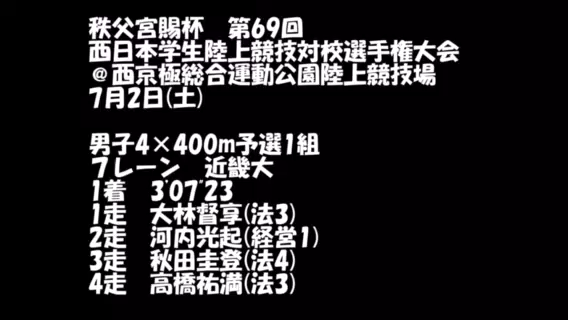 秩父宮賜杯　第69回
西日本学生陸上競技対校選手権大会
＠西京極総合運動公園陸上競技場
7月2日(土)
男子4×400m予選1組
7レーン　近畿大
1着　3'07"23
1走　大林督享(法3)
2走　河内光起(経営1)
3走　秋田圭登(法4)
4走　高橋祐満(法3)